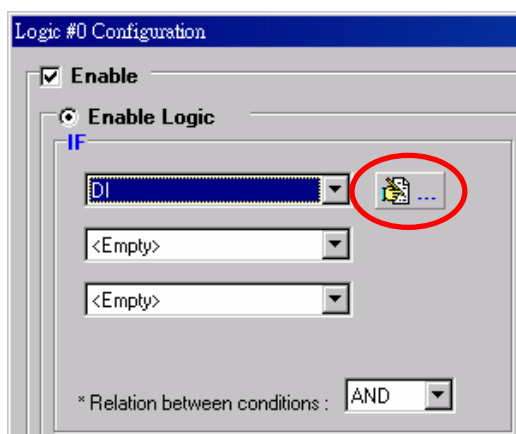 Logic #0 Configuration
Enable
Enable Logic
IF
DI
...
<Empty>
<Empty>
* Relation between conditions : AND